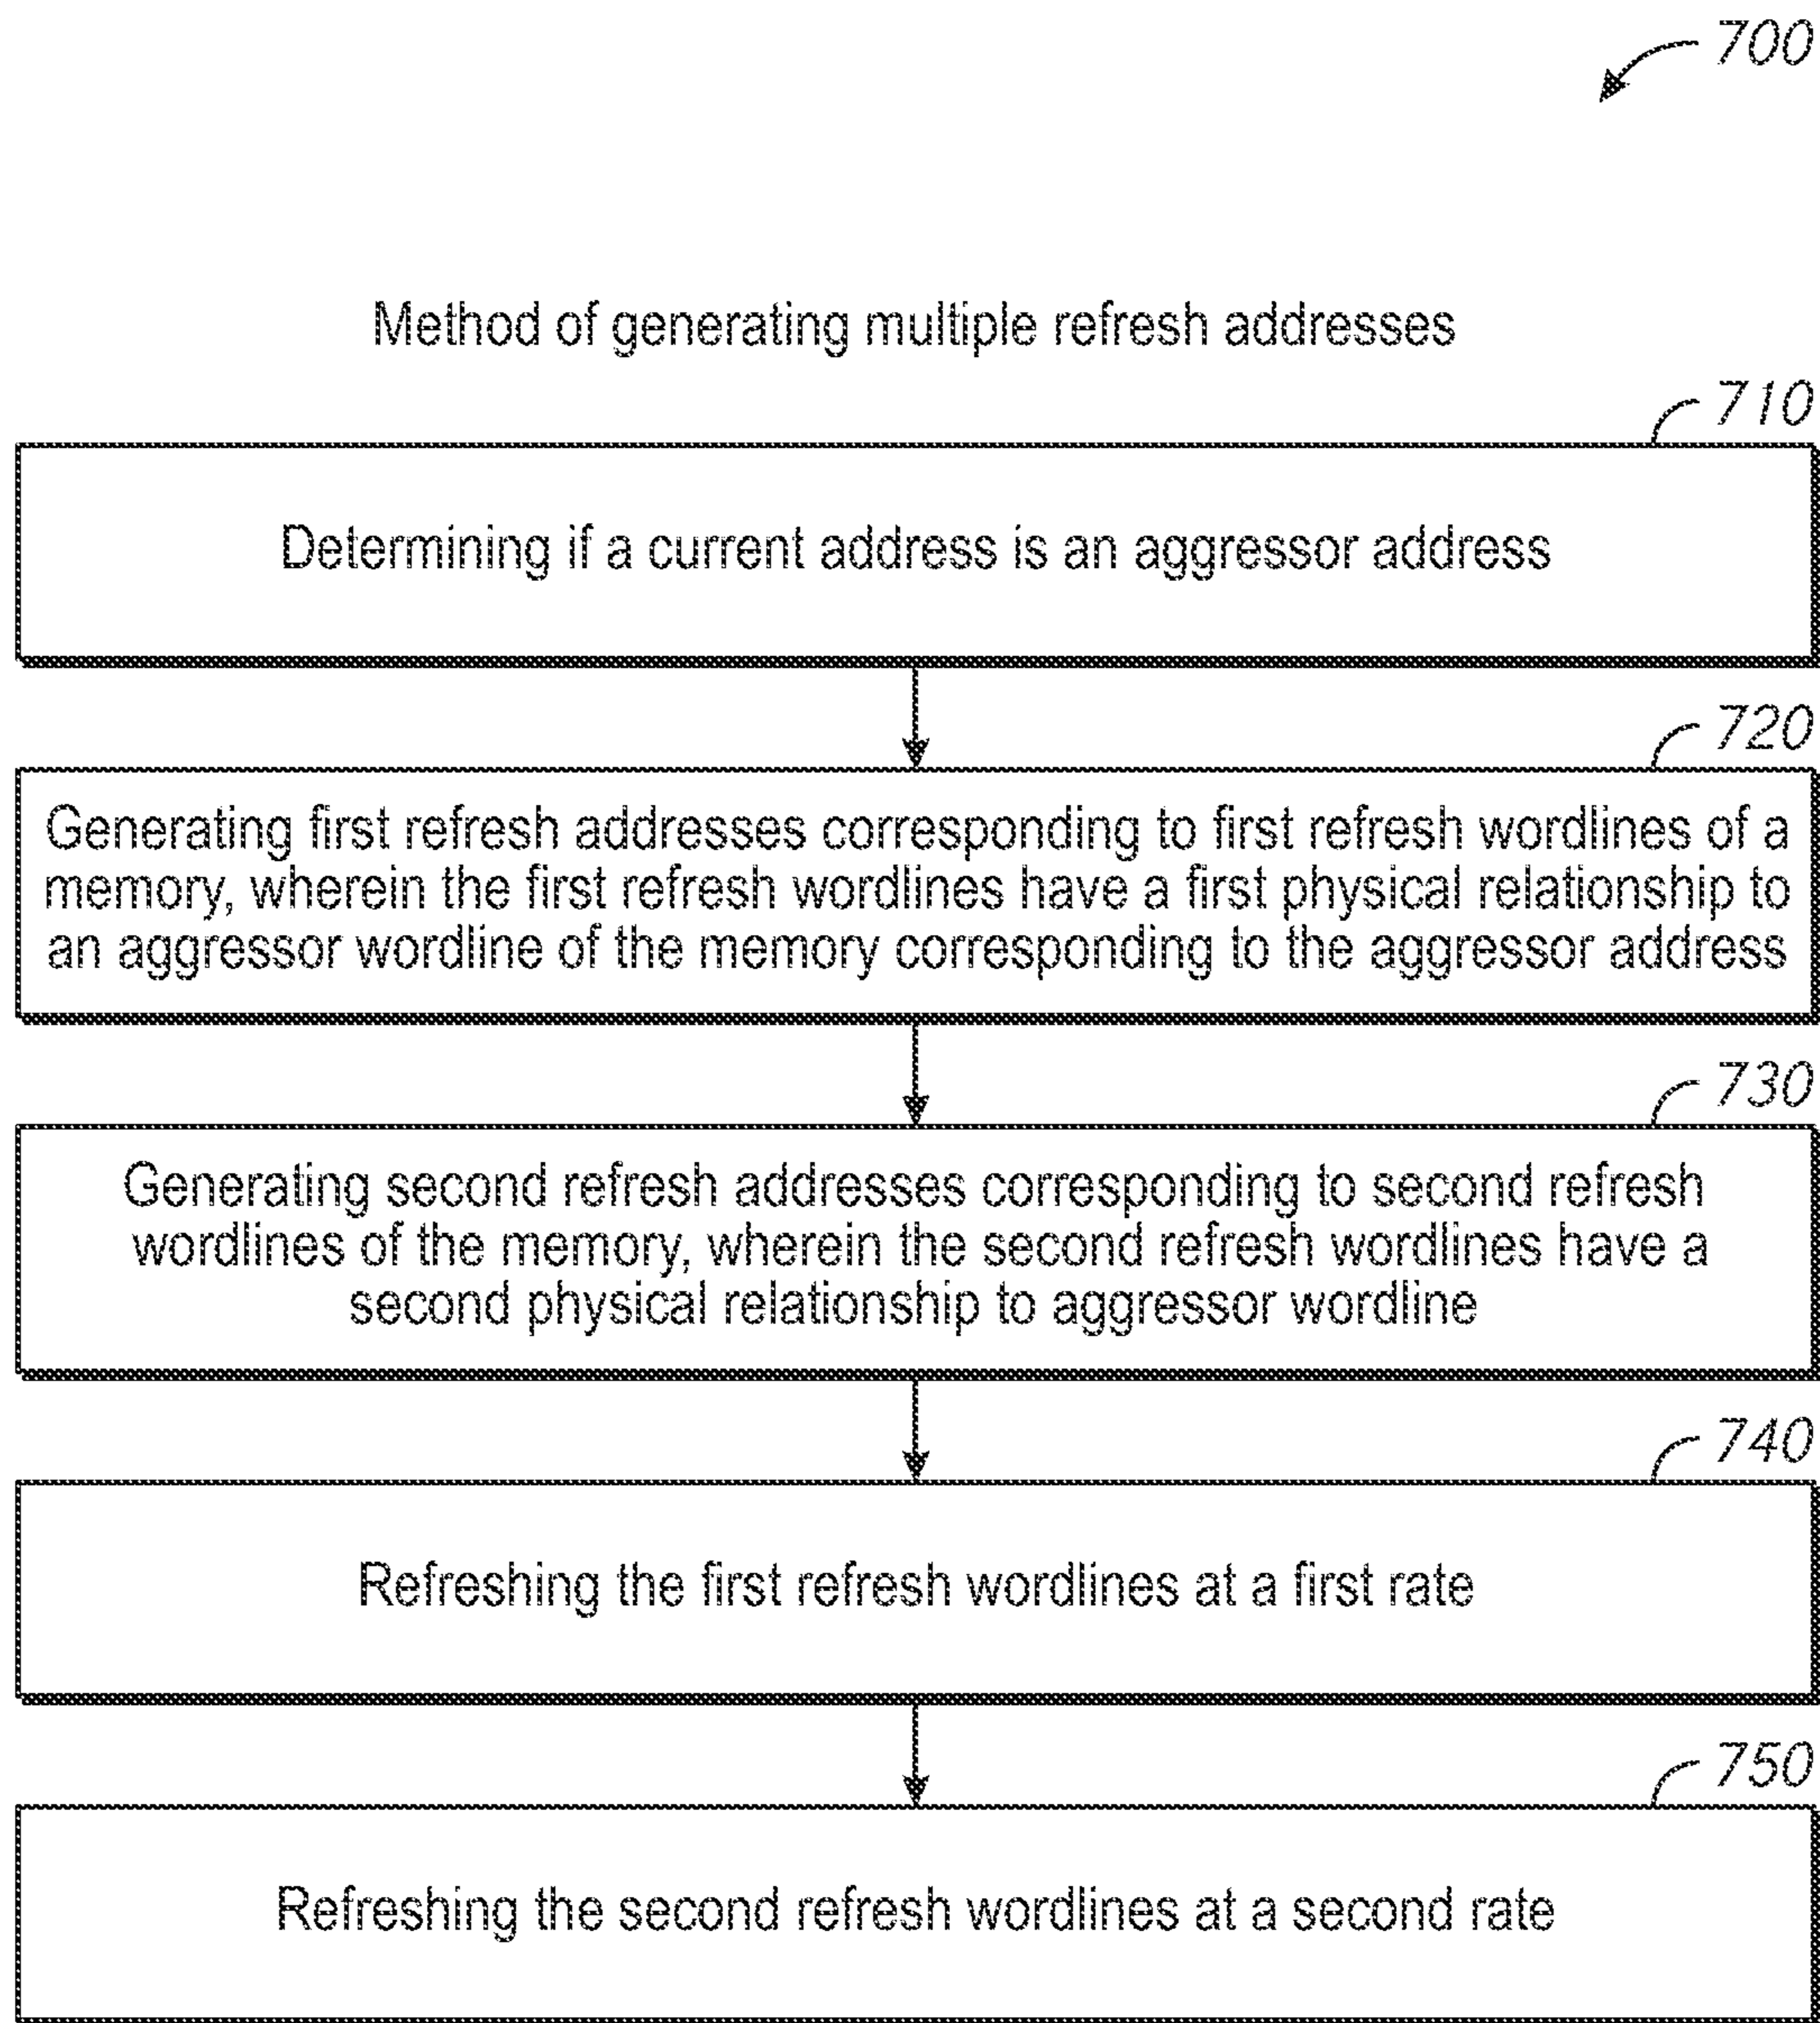 700
Method of generating multiple refresh addresses
710
Determining if a current address is an aggressor address
720
Generating first refresh addresses corresponding to first refresh wordlines of a
memory, wherein the first refresh wordlines have a first physical relationship to
an aggressor wordline of the memory corresponding to the aggressor address
730
Generating second refresh addresses corresponding to second refresh
wordlines of the memory, wherein the second refresh wordlines have a
second physical relationship to aggressor wordline
740
Refreshing the first refresh wordlines at a first rate
750
Refreshing the second refresh wordlines at a second rate